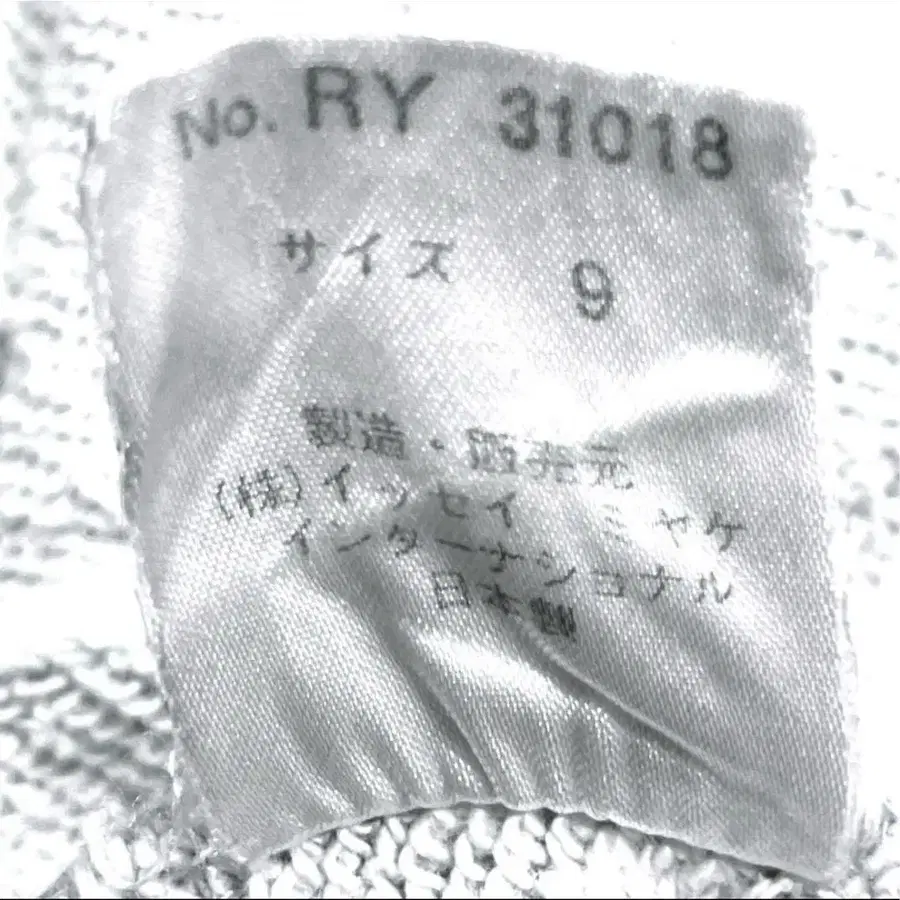 No. RY 31018
サイズ 9
製造・販売元
(株)イッセイ ミヤケ
インターナショナル
日本製